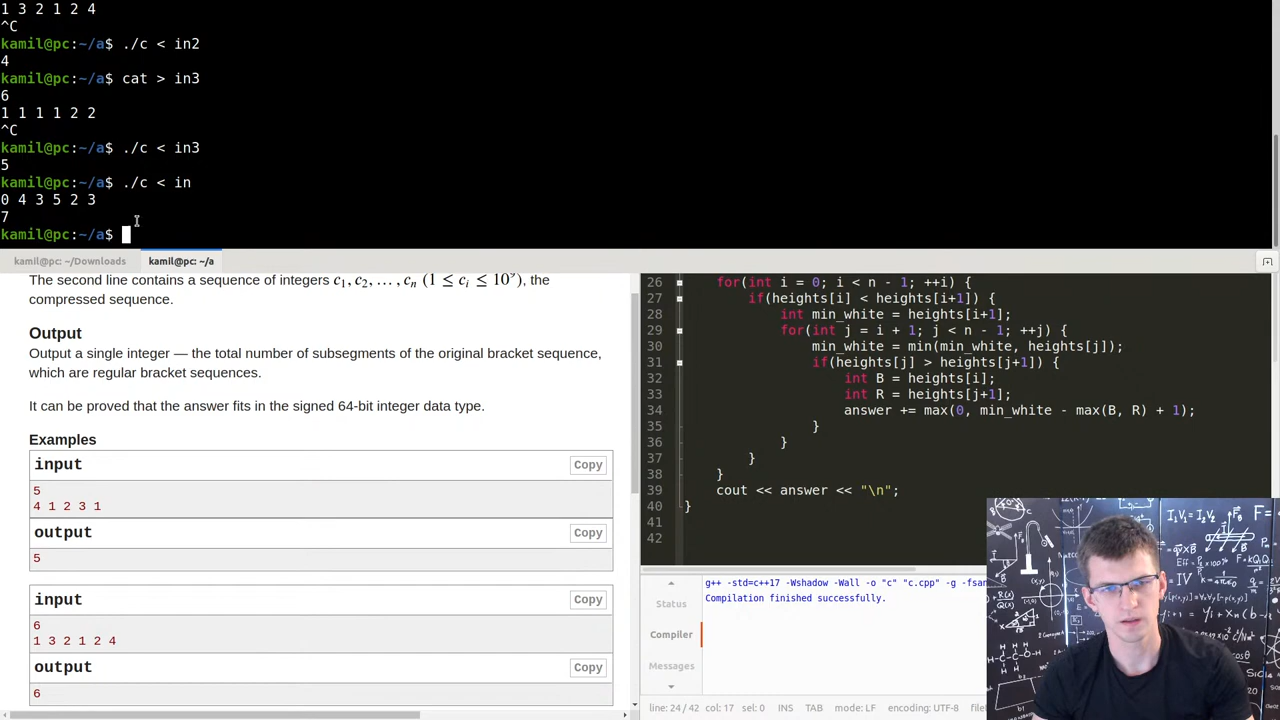 1 3 2 1 2 4
^C
kamil@pc:~/a$ ./c < in2
4
kamil@pc:~/a$ cat > in3
6
1 1 1 1 2 2
^C
kamil@pc:~/a$ ./c < in3
5
kamil@pc:~/a$ ./c < in
0 4 3 5 2 3
7
kamil@pc:~/a$
kamil@pc: ~/Downloads kamil@pc: ~/a
The second line contains a sequence of integers c1, c2, …, cn (1 ≤ ci ≤ 10^9), the
compressed sequence.
Output
Output a single integer — the total number of subsegments of the original bracket sequence,
which are regular bracket sequences.
It can be proved that the answer fits in the signed 64-bit integer data type.
Examples
input Copy
5
4 1 2 3 1
output Copy
5
input Copy
6
1 3 2 1 2 4
output Copy
6
26 for(int i = 0; i < n - 1; ++i) {
27 if(heights[i] < heights[i+1]) {
28 int min_white = heights[i+1];
29 for(int j = i + 1; j < n - 1; ++j) {
30 min_white = min(min_white, heights[j]);
31 if(heights[j] > heights[j+1]) {
32 int B = heights[i];
33 int R = heights[j+1];
34 answer += max(0, min_white - max(B, R) + 1);
35 }
36 }
37 }
38 }
39 cout << answer << "\n";
40 }
41
42
Status
Compiler
Messages
g++ -std=c++17 -Wshadow -Wall -o "c" "c.cpp" -g -fsan
Compilation finished successfully.
line: 24 / 42 col: 17 sel: 0 INS TAB mode: LF encoding: UTF-8
I₁V₁ = I₂V₂
F =